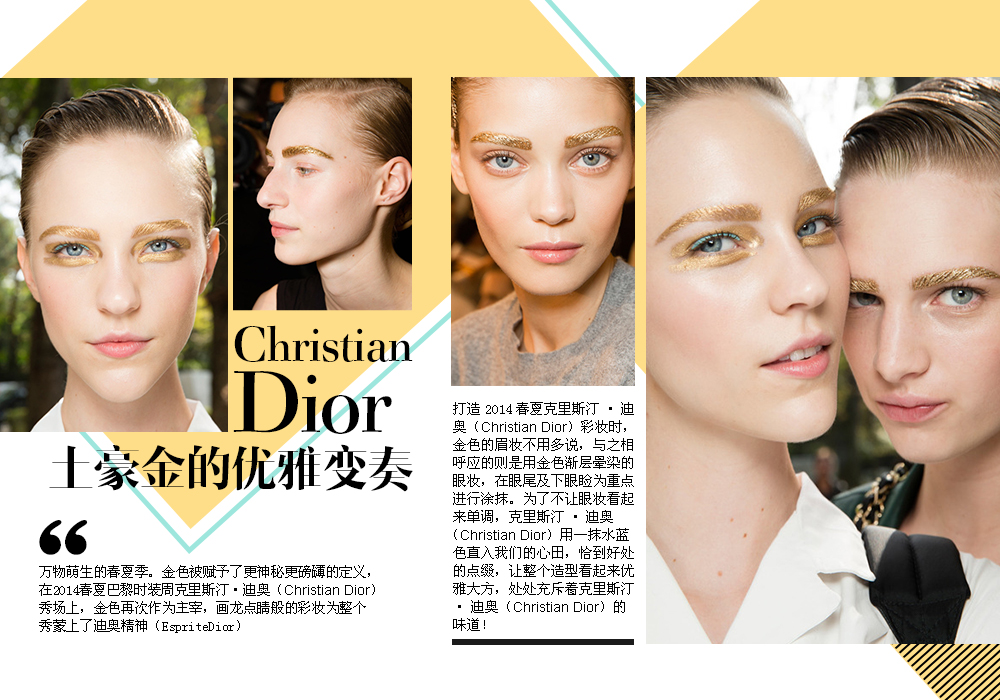 Christian
Dior
土豪金的优雅变奏
万物萌生的春夏季。金色被赋予了更神秘更磅礴的定义，
在2014春夏巴黎时装周克里斯汀·迪奥（Christian Dior）
秀场上，金色再次作为主宰，画龙点睛般的彩妆为整个
秀蒙上了迪奥精神（EspriteDior）
打造 2014 春夏克里斯汀 · 迪
奥（Christian Dior）彩妆时，
金色的眉妆不用多说，与之相
呼应的则是用金色渐层晕染的
眼妆，在眼尾及下眼睑为重点
进行涂抹。为了不让眼妆看起
来单调，克里斯汀 · 迪奥
（Christian Dior）用一抹水蓝
色直入我们的心田，恰到好处
的点缀，让整个造型看起来优
雅大方，处处充斥着克里斯汀
· 迪奥（Christian Dior）的
味道！